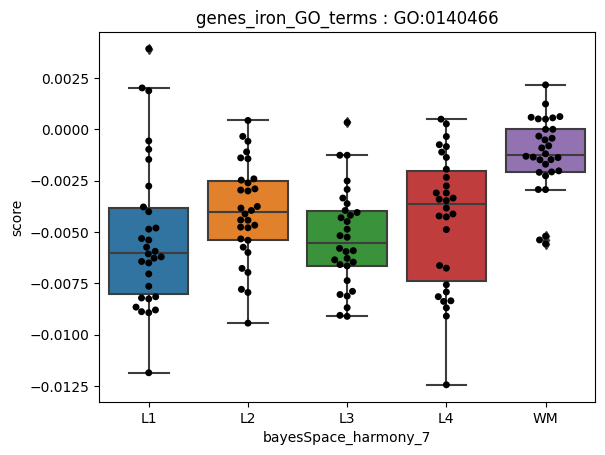 genes_iron_GO_terms : GO:0140466
0.0025
0.0000
−0.0025
−0.0050
−0.0075
−0.0100
−0.0125
score
L1 L2 L3 L4 WM
bayesSpace_harmony_7